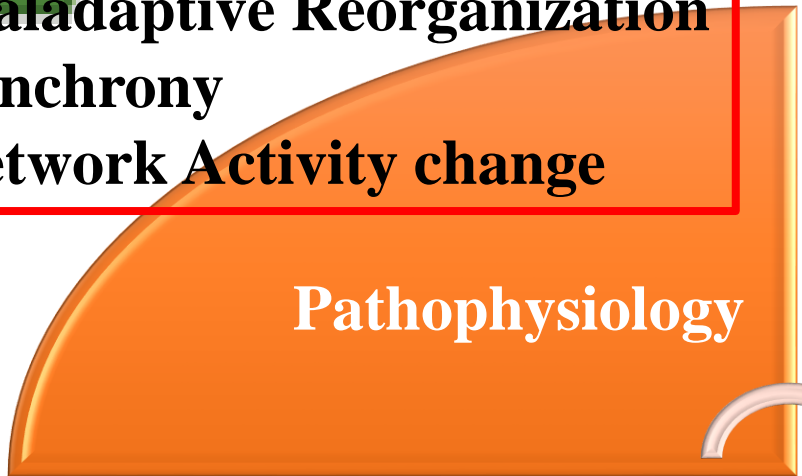 aladaptive Reorganization
nchrony
etwork Activity change
Pathophysiology